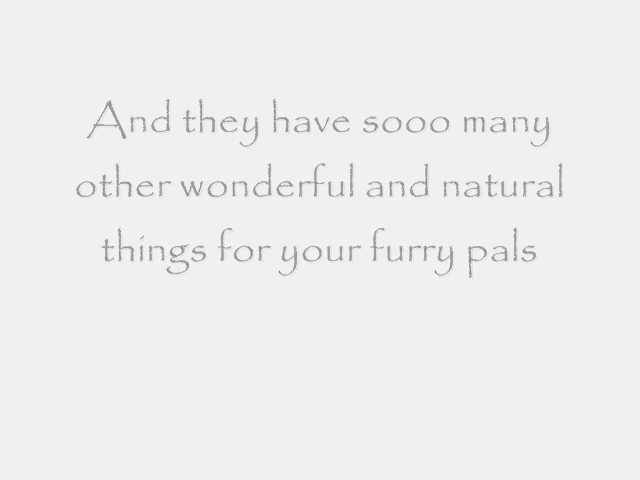 And they have sooo many
other wonderful and natural
things for your furry pals